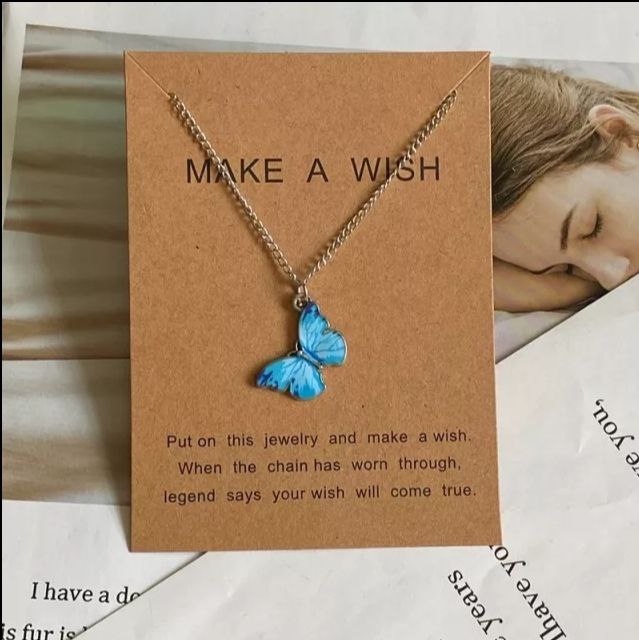 MAKE A WISH
Put on this jewelry and make a wish.
When the chain has worn through,
legend says your wish will come true.
I have a
is fur is
e you,
have yo
e years